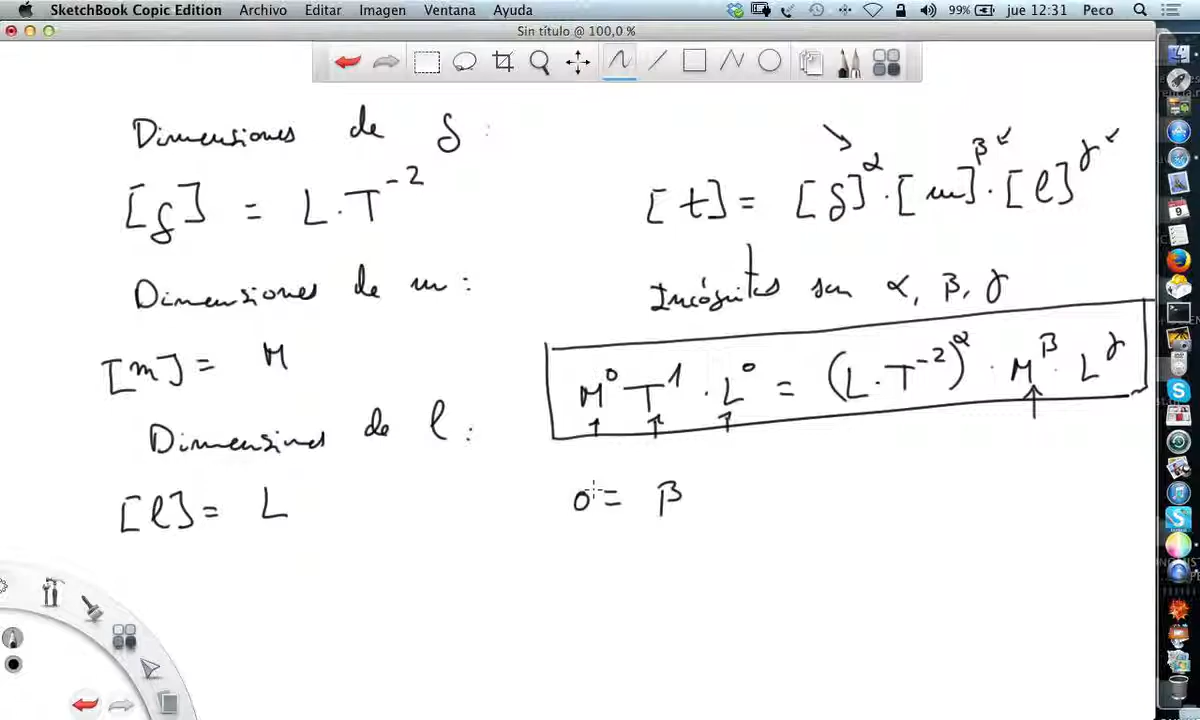 SketchBook Copic Edition Archivo Editar Imagen Ventana Ayuda 99% jue 12:31 Peco
Sin título @ 100,0 %
Dimensiones de g:
[g] = L·T⁻²
Dimensiones de m:
[m] = M
Dimensiones de l:
[l] = L
[t] = [g]^α · [m]^β · [l]^γ
Incógnitas son α, β, γ
M⁰ T¹ · L⁰ = (L·T⁻²)^α · M^β · L^γ
0 = β